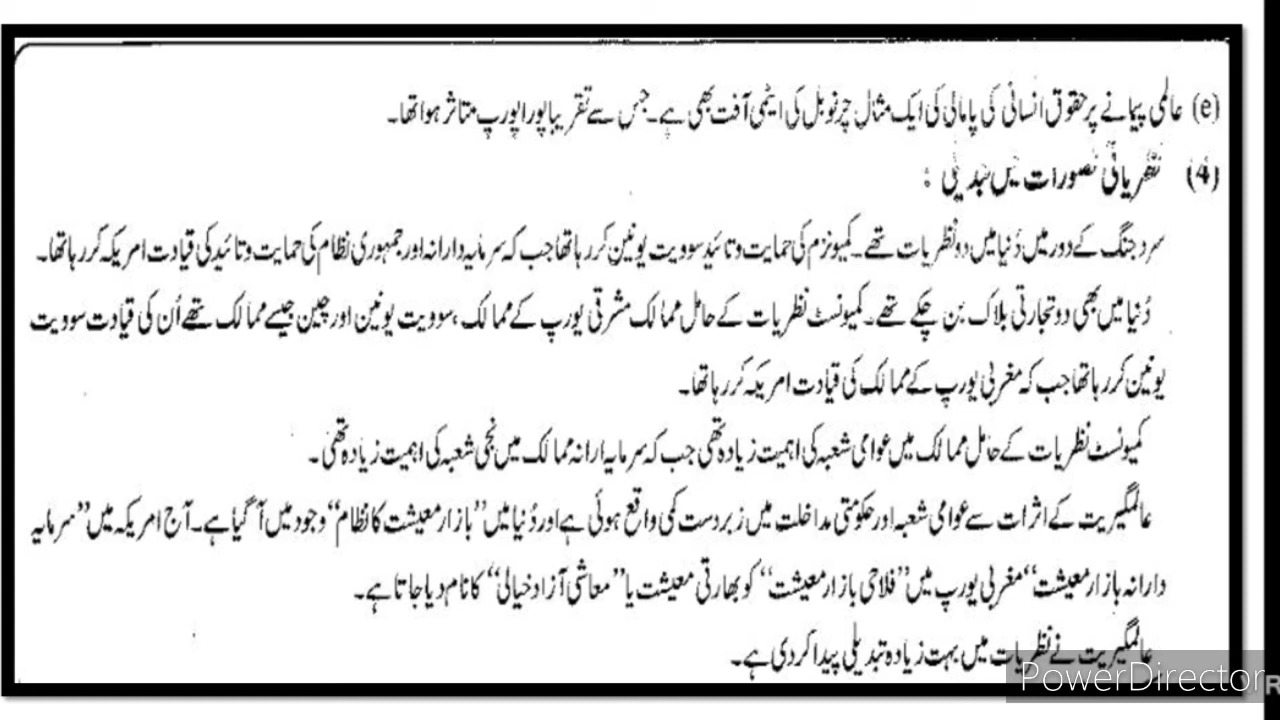 (e) عالمی پیمانے پر حقوق انسانی کی پامالی کی ایک مثال چرنوبل کی ایٹمی آفت بھی ہے۔ جس سے تقریباً پورا یورپ متاثر ہوا تھا۔
(4) نظریاتی تصورات میں تبدیلی :
سرد جنگ کے دور میں دُنیا میں دو نظریات تھے۔ کمیونزم کی حمایت و تائید سوویت یونین کر رہا تھا جب کہ سرمایہ دارانہ اور جمہوری نظام کی حمایت و تائید کی قیادت امریکہ کر رہا تھا۔
دُنیا میں بھی دو تجارتی بلاک بن چکے تھے۔ کمیونسٹ نظریات کے حامل ممالک مشرقی یورپ کے ممالک، سوویت یونین اور چین جیسے ممالک تھے اُن کی قیادت سوویت
یونین کر رہا تھا جب کہ مغربی یورپ کے ممالک کی قیادت امریکہ کر رہا تھا۔
کمیونسٹ نظریات کے حامل ممالک میں عوامی شعبہ کی اہمیت زیادہ تھی جب کہ سرمایہ ارانہ ممالک میں نجی شعبہ کی اہمیت زیادہ تھی۔
عالمگیریت کے اثرات سے عوامی شعبہ اور حکومتی مداخلت میں زبردست کمی واقع ہوئی ہے اور دُنیا میں "بازار معیشت کا نظام" وجود میں آ گیا ہے۔ آج امریکہ میں "سرمایہ
دارانہ بازار معیشت" مغربی یورپ میں "فلاحی بازار معیشت" کو بھارتی معیشت یا "معاشی آزاد خیالی" کا نام دیا جاتا ہے۔
عالمگیریت نے نظریات میں بہت زیادہ تبدیلی پیدا کر دی ہے۔
PowerDirector